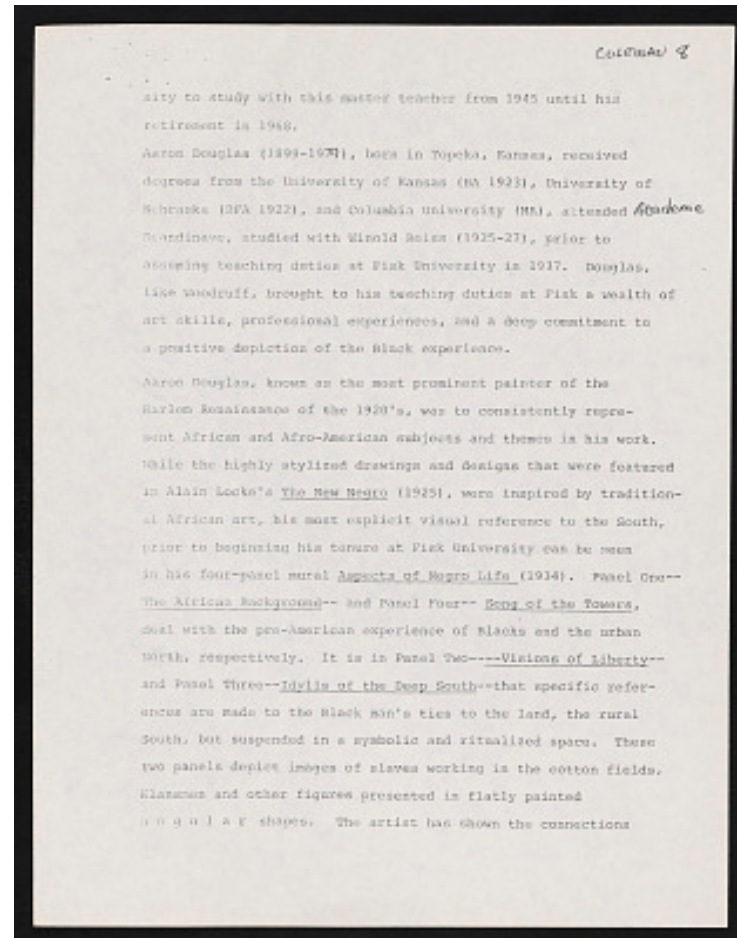 CULTURAL 8
sity to study with this master teacher from 1945 until his
retirement in 1968.
Aaron Douglas (1899-1979), born in Topeka, Kansas, received
degrees from the University of Kansas (BA 1923), University of
Nebraska (BFA 1922), and Columbia University (MA), attended Academe
Scandinave, studied with Winold Reiss (1925-27), prior to
assuming teaching duties at Fisk University in 1937. Douglas,
like Woodruff, brought to his teaching duties at Fisk a wealth of
art skills, professional experiences, and a deep commitment to
a positive depiction of the Black experience.
Aaron Douglas, known as the most prominent painter of the
Harlem Renaissance of the 1920's, was to consistently repre-
sent African and Afro-American subjects and themes in his work.
While the highly stylized drawings and designs that were featured
in Alain Locke's The New Negro (1925), were inspired by tradition-
al African art, his most explicit visual reference to the South,
prior to beginning his tenure at Fisk University can be seen
in his four-panel mural Aspects of Negro Life (1934). Panel One--
The African Background-- and Panel Four-- Song of the Towers,
deal with the pre-American experience of Blacks and the urban
North, respectively. It is in Panel Two----Visions of Liberty--
and Panel Three--Idylls of the Deep South--that specific refer-
ences are made to the Black man's ties to the land, the rural
South, but suspended in a symbolic and ritualized space. These
two panels depict images of slaves working in the cotton fields,
Klansmen and other figures presented in flatly painted
a n g u l a r shapes. The artist has shown the connections